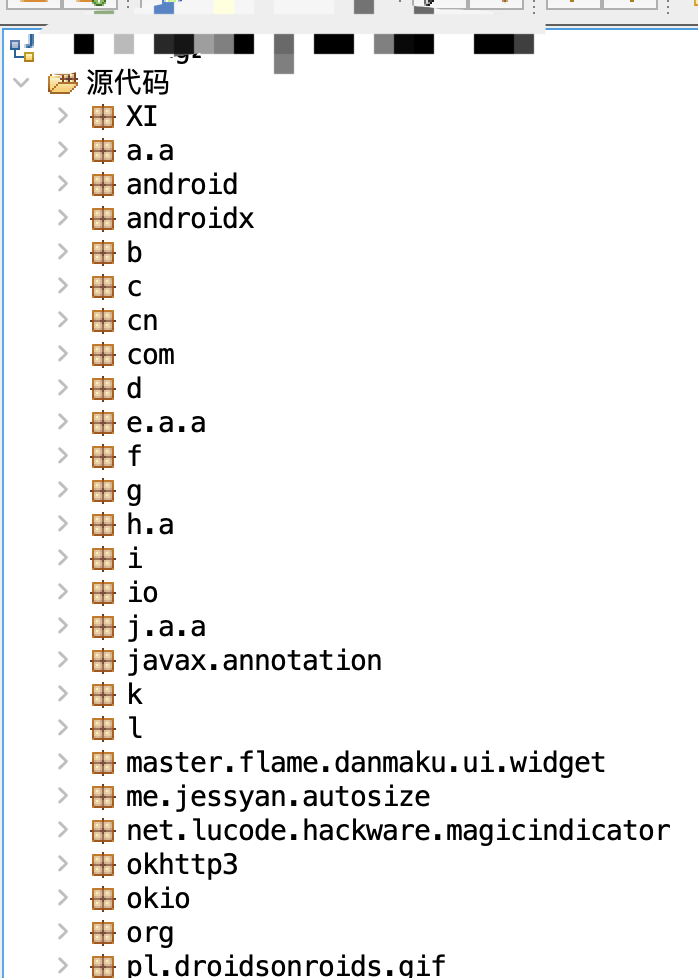 源代码
XI
a.a
android
androidx
b
c
cn
com
d
e.a.a
f
g
h.a
i
io
j.a.a
javax.annotation
k
l
master.flame.danmaku.ui.widget
me.jessyan.autosize
net.lucode.hackware.magicindicator
okhttp3
okio
org
pl.droidsonroids.gif